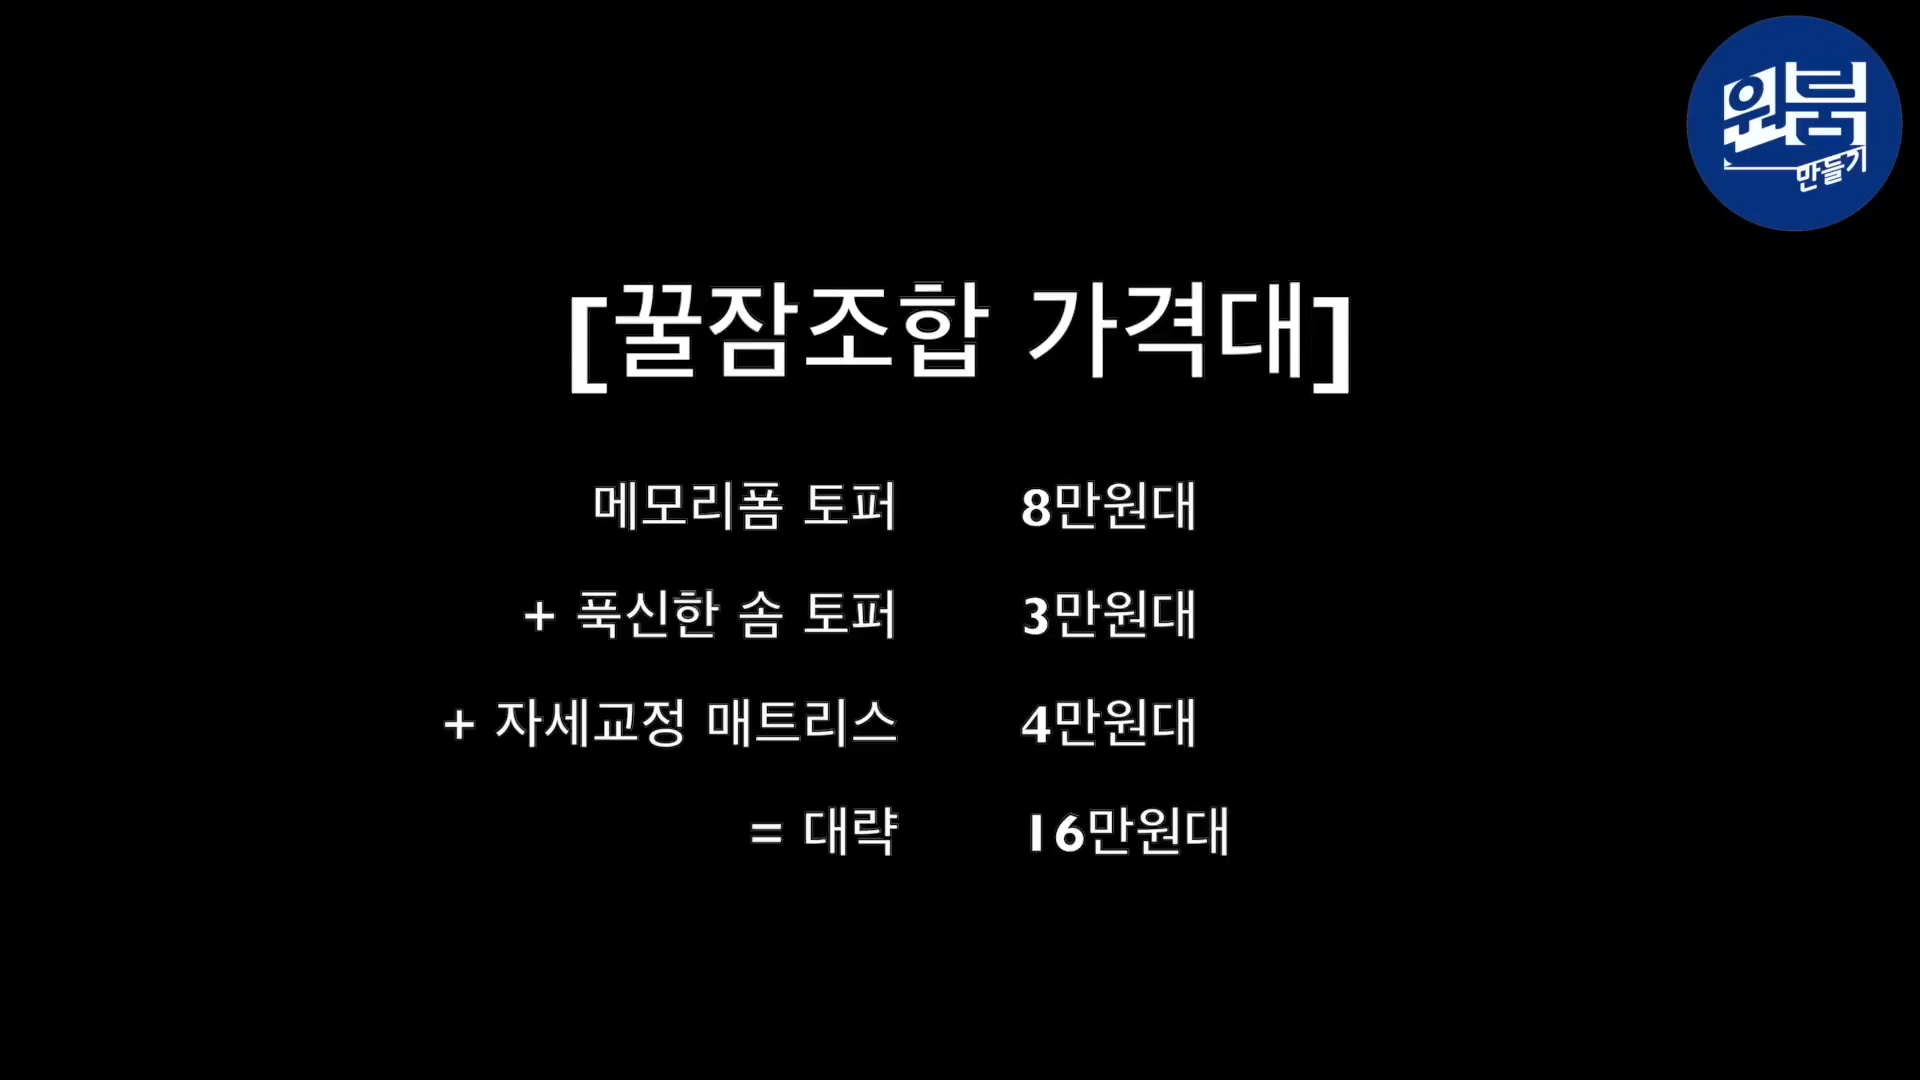 원룸
만들기
[꿀잠조합 가격대]
메모리폼 토퍼 8만원대
+ 푹신한 솜 토퍼 3만원대
+ 자세교정 매트리스 4만원대
= 대략 16만원대